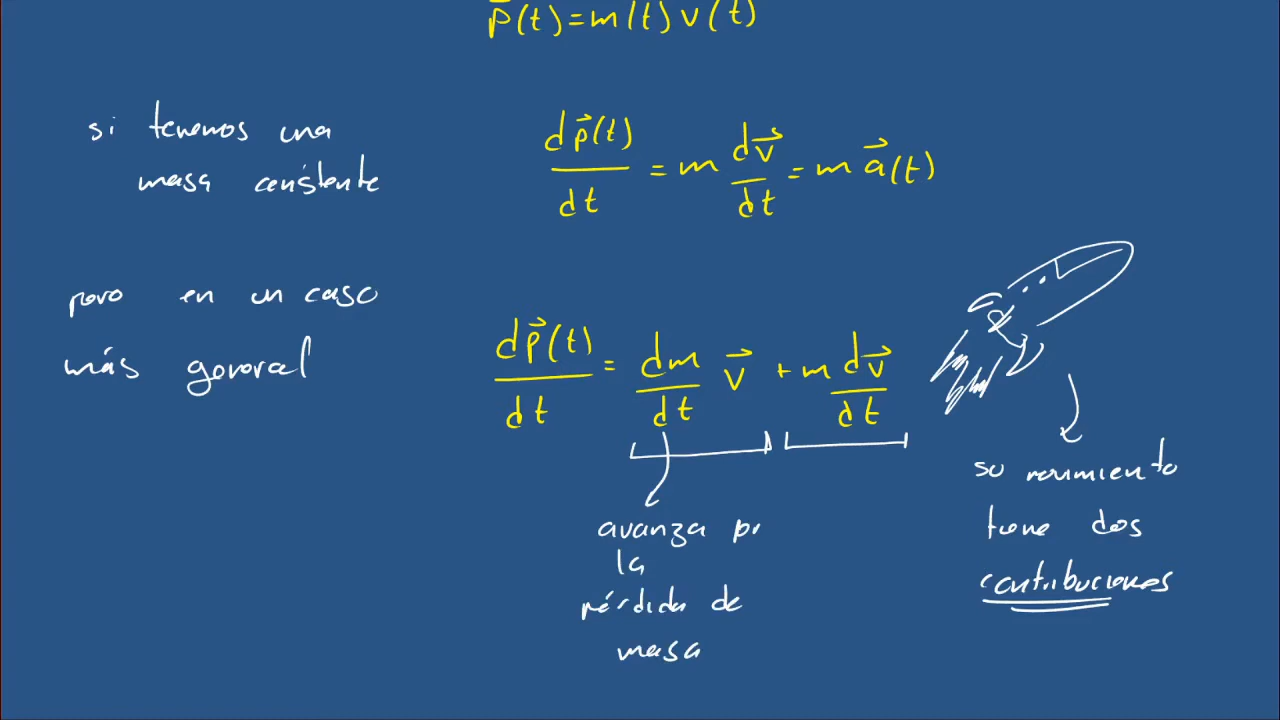 p⃗(t)=m(t)v(t)
si tenemos una
masa constante
dp⃗(t)/dt = m dv⃗/dt = m a⃗(t)
pero en un caso
más general
dp⃗(t)/dt = dm/dt v⃗ + m dv⃗/dt
avanza por
la
pérdida de
masa
su movimiento
tiene dos
contribuciones